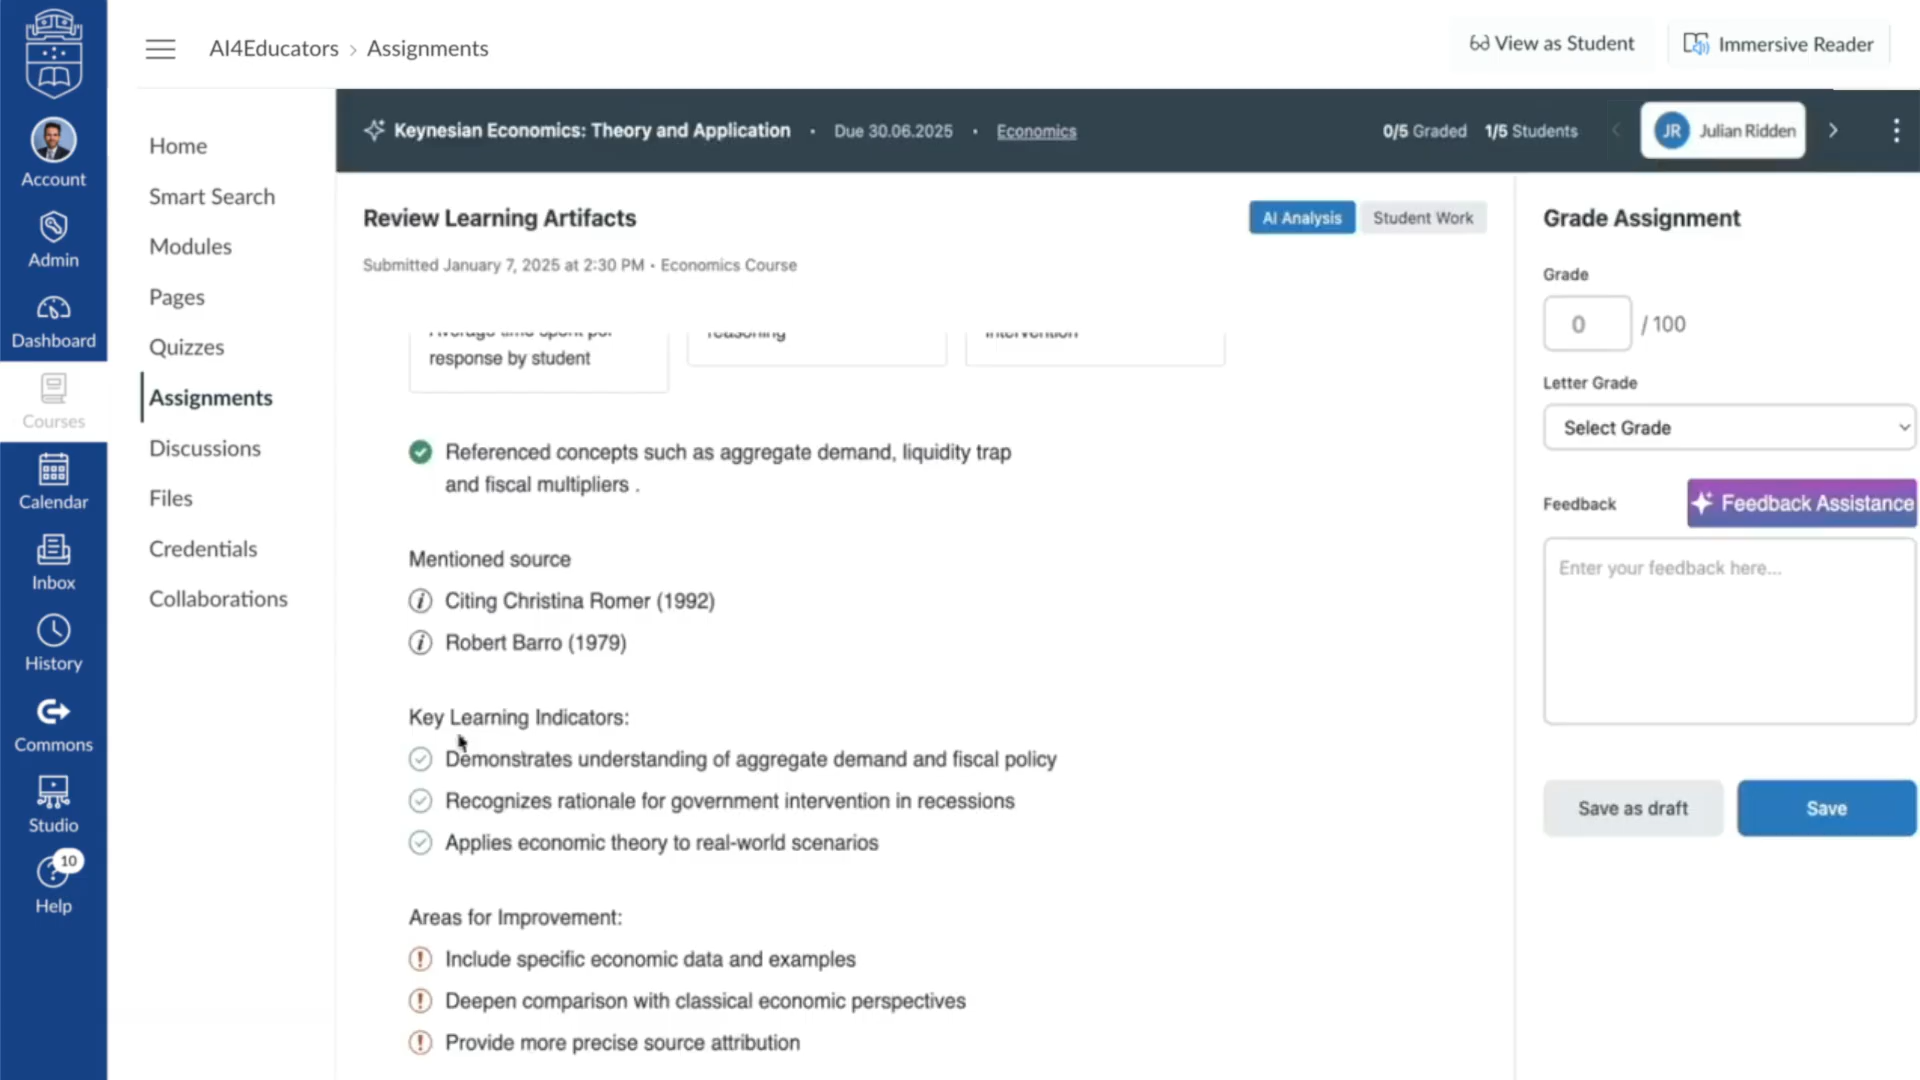 AI4Educators › Assignments
View as Student
Immersive Reader
Account
Admin
Dashboard
Courses
Calendar
Inbox
History
Commons
Studio
10
Help
Home
Smart Search
Modules
Pages
Quizzes
Assignments
Discussions
Files
Credentials
Collaborations
Keynesian Economics: Theory and Application • Due 30.06.2025 • Economics
0/5 Graded 1/5 Students
JR Julian Ridden
Review Learning Artifacts
AI Analysis
Student Work
Submitted January 7, 2025 at 2:30 PM • Economics Course
Average time spent per
response by student
reasoning
intervention
Referenced concepts such as aggregate demand, liquidity trap
and fiscal multipliers .
Mentioned source
Citing Christina Romer (1992)
Robert Barro (1979)
Key Learning Indicators:
Demonstrates understanding of aggregate demand and fiscal policy
Recognizes rationale for government intervention in recessions
Applies economic theory to real-world scenarios
Areas for Improvement:
Include specific economic data and examples
Deepen comparison with classical economic perspectives
Provide more precise source attribution
Grade Assignment
Grade
0 / 100
Letter Grade
Select Grade
Feedback
Feedback Assistance
Enter your feedback here...
Save as draft
Save